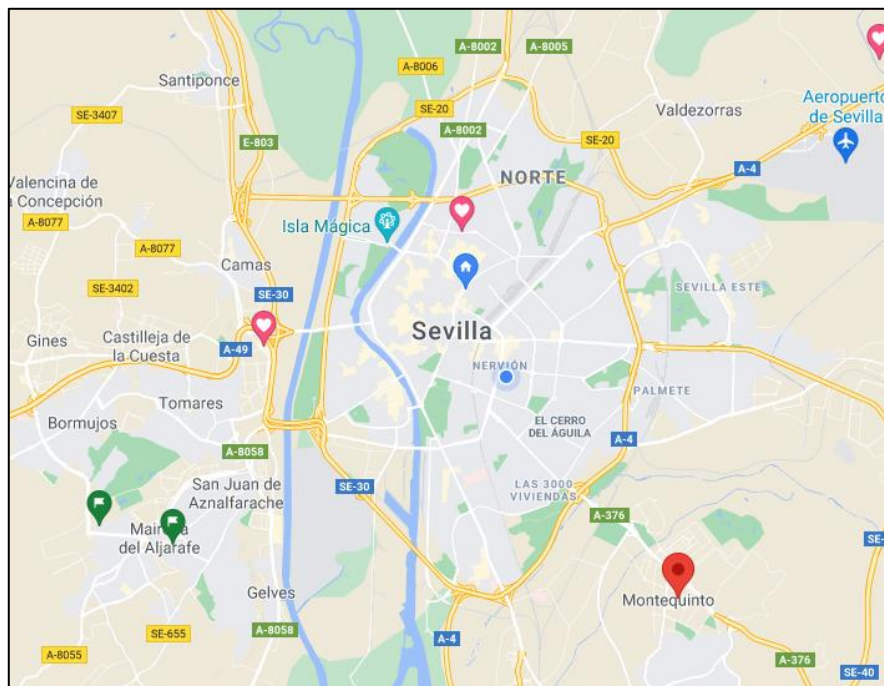 A-8002
A-8005
A-8006
Santiponce
SE-20
Valdezorras
Aeropuerto
de Sevilla
SE-3407
A-8002
E-803
SE-20
A-4
NORTE
Valencina de
la Concepción
A-8077
Isla Mágica
A-8077
Camas
SE-3402
SE-30
SEVILLA ESTE
Gines
Castilleja de
la Cuesta
A-49
Sevilla
NERVIÓN
PALMETE
Tomares
Bormujos
EL CERRO
DEL ÁGUILA
A-4
A-8058
San Juan de
Aznalfarache
SE-30
LAS 3000
VIVIENDAS
A-376
Mairena
del Aljarafe
SE-
Gelves
Montequinto
A-8058
SE-655
A-4
A-8055
A-376
SE-40